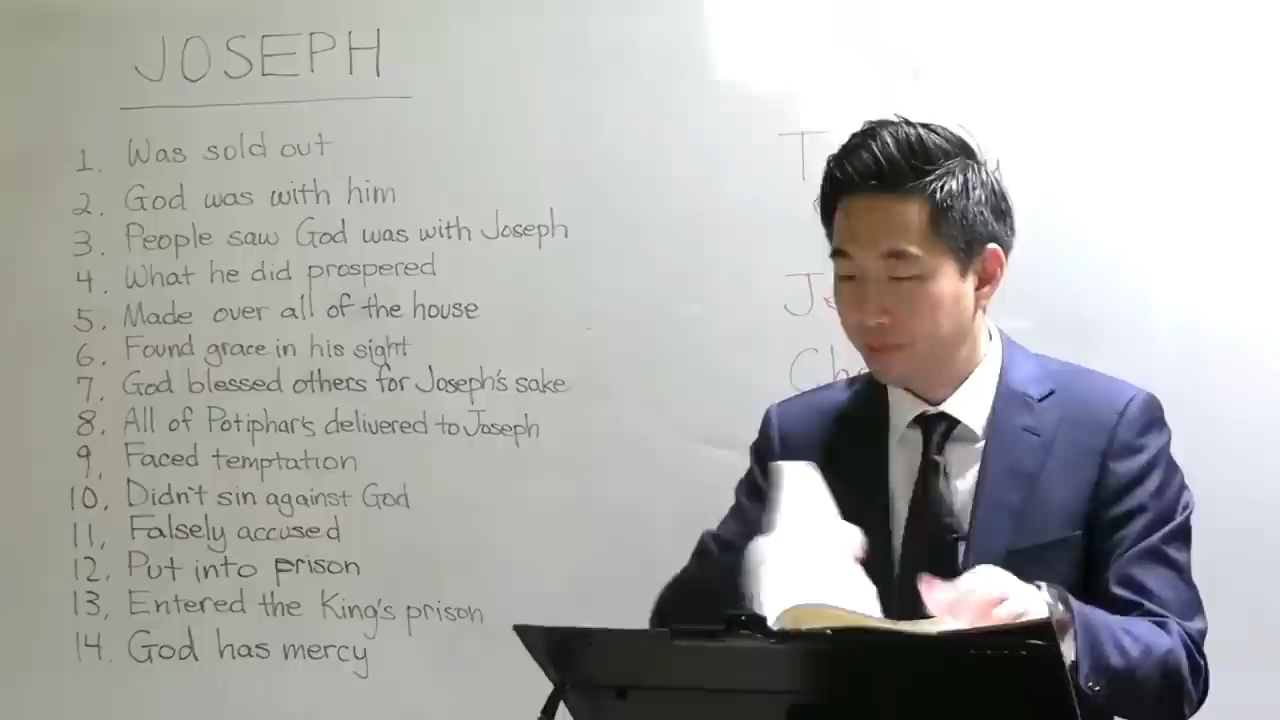 JOSEPH
1. Was sold out
2. God was with him
3. People saw God was with Joseph
4. What he did prospered
5. Made over all of the house
6. Found grace in his sight
7. God blessed others for Joseph's sake
8. All of Potiphar's delivered to Joseph
9. Faced temptation
10. Didn't sin against God
11. Falsely accused
12. Put into prison
13. Entered the King's prison
14. God has mercy